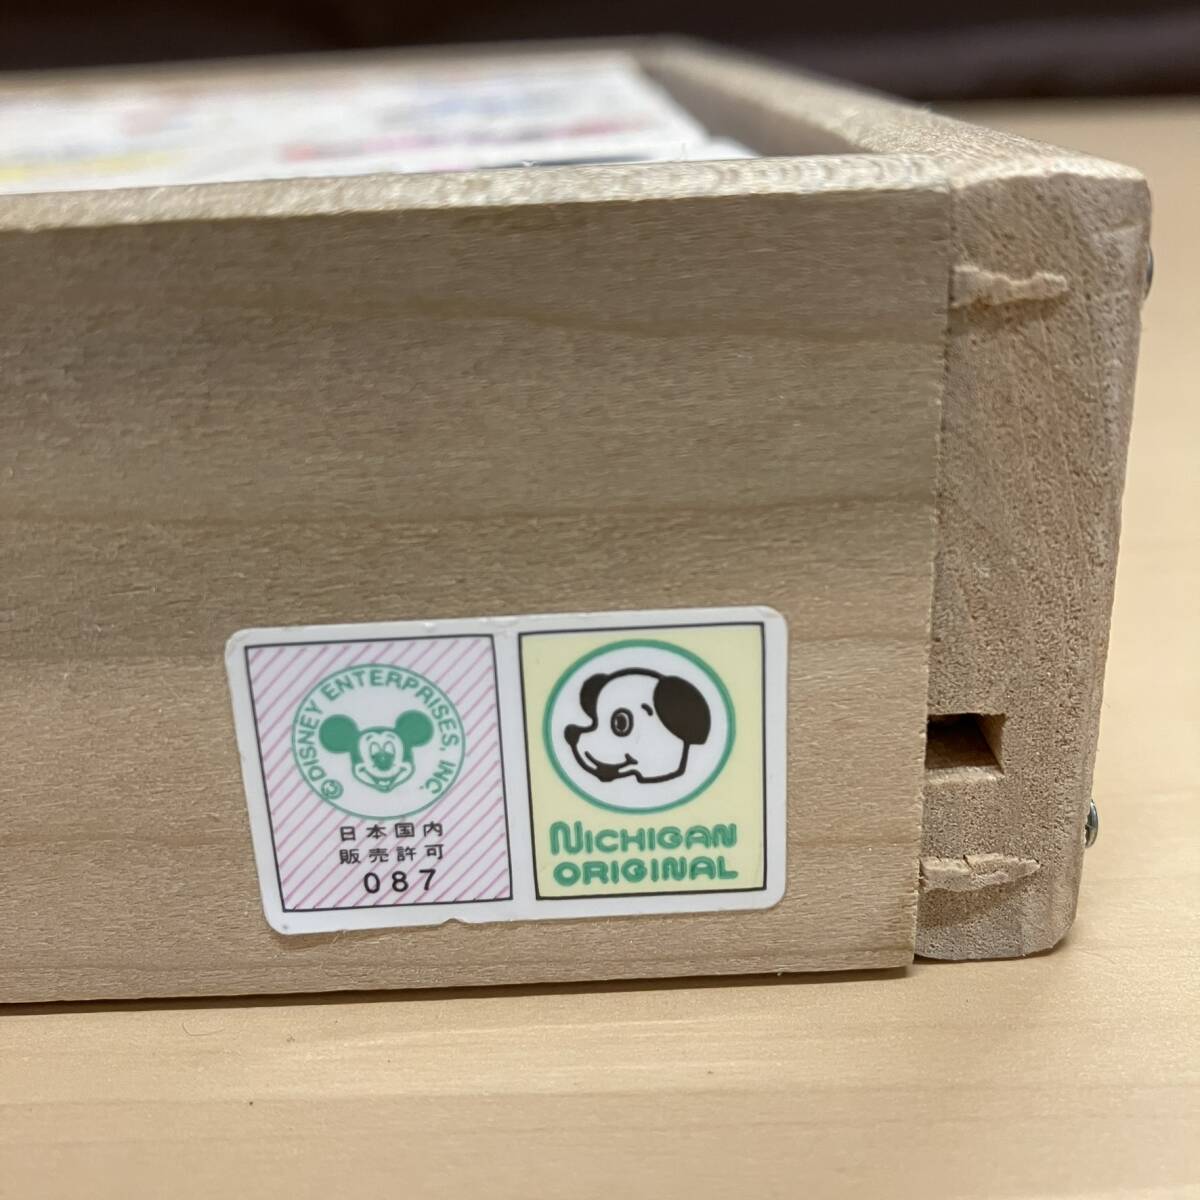 © DISNEY ENTERPRISES, INC.
日本国内
販売許可
087
NICHIGAN
ORIGINAL